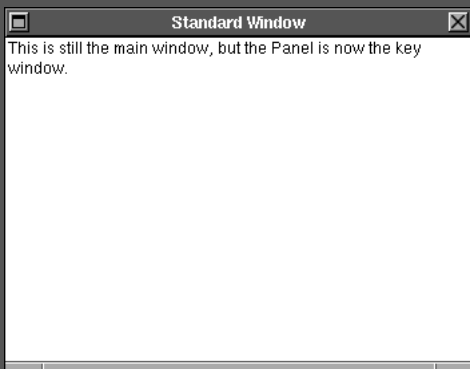 Standard Window
This is still the main window, but the Panel is now the key
window.